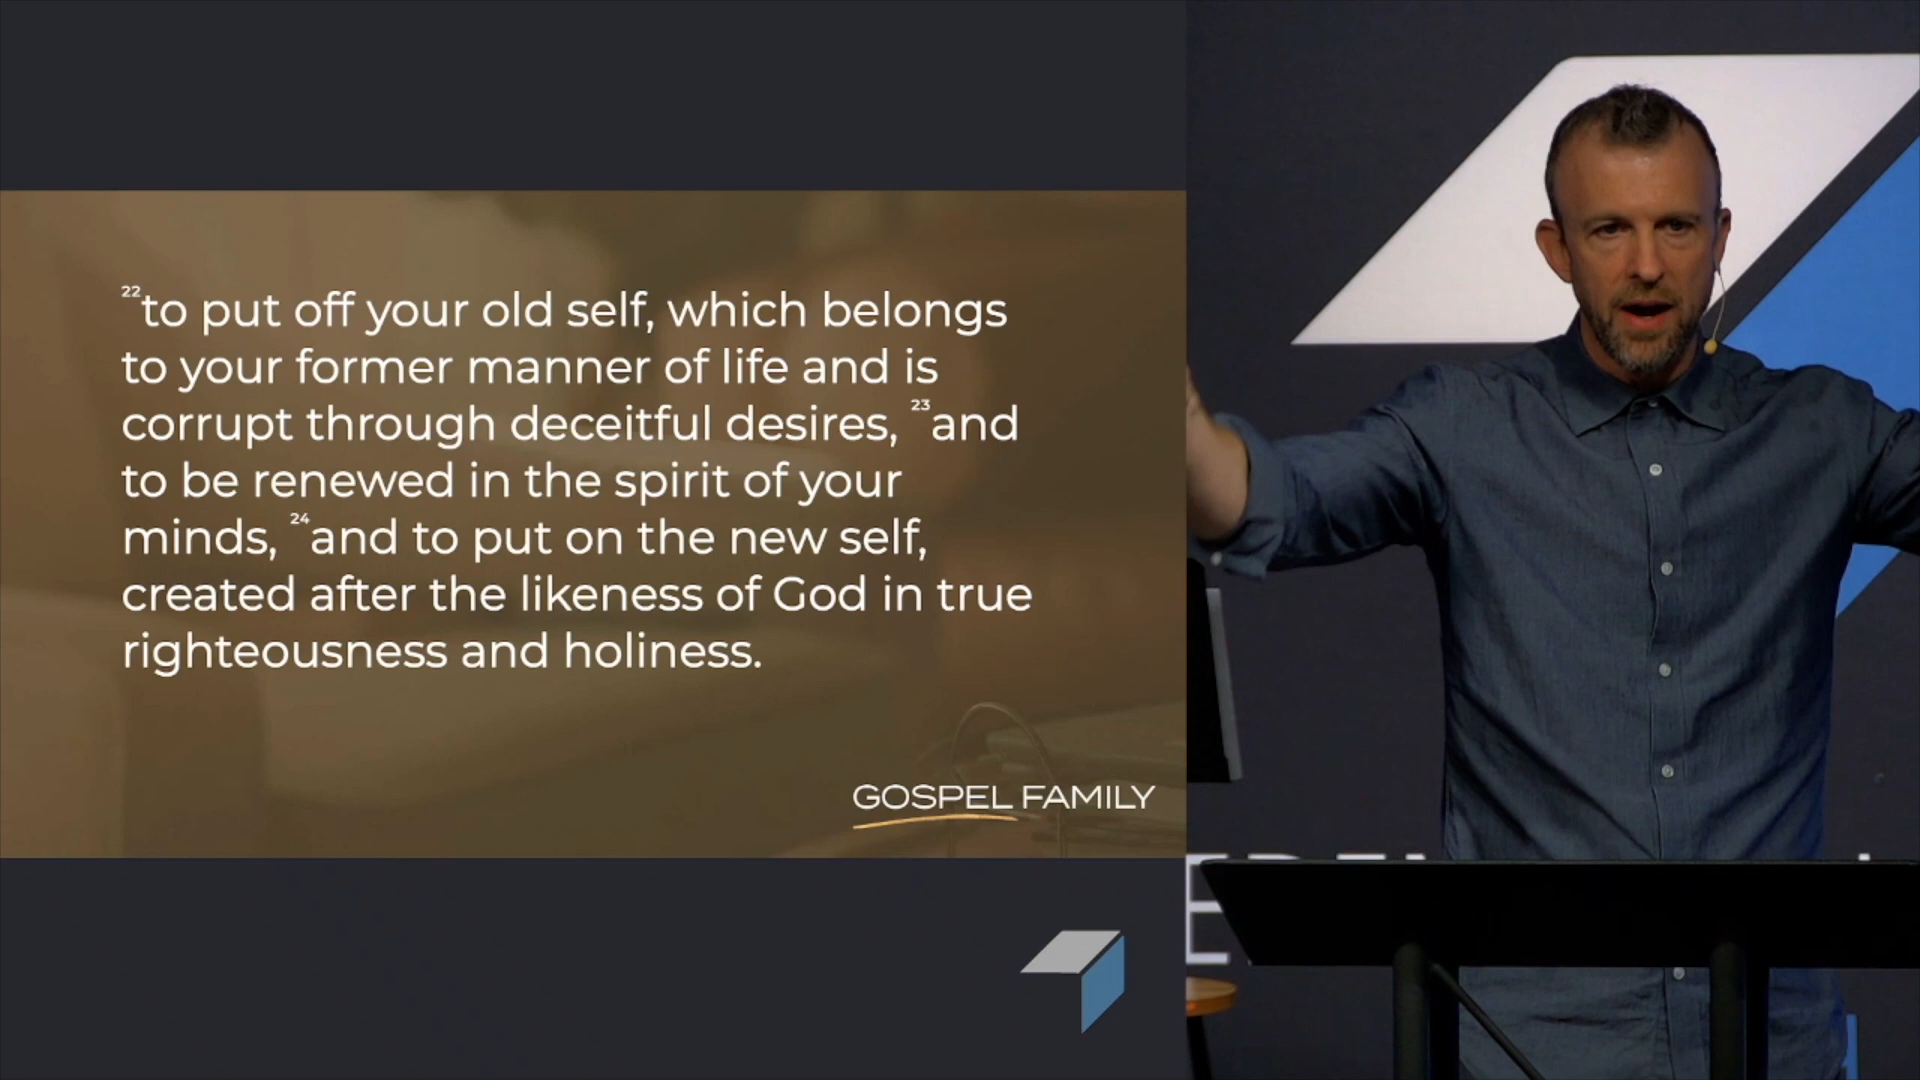 22to put off your old self, which belongs
to your former manner of life and is
corrupt through deceitful desires, 23and
to be renewed in the spirit of your
minds, 24and to put on the new self,
created after the likeness of God in true
righteousness and holiness.
GOSPEL FAMILY